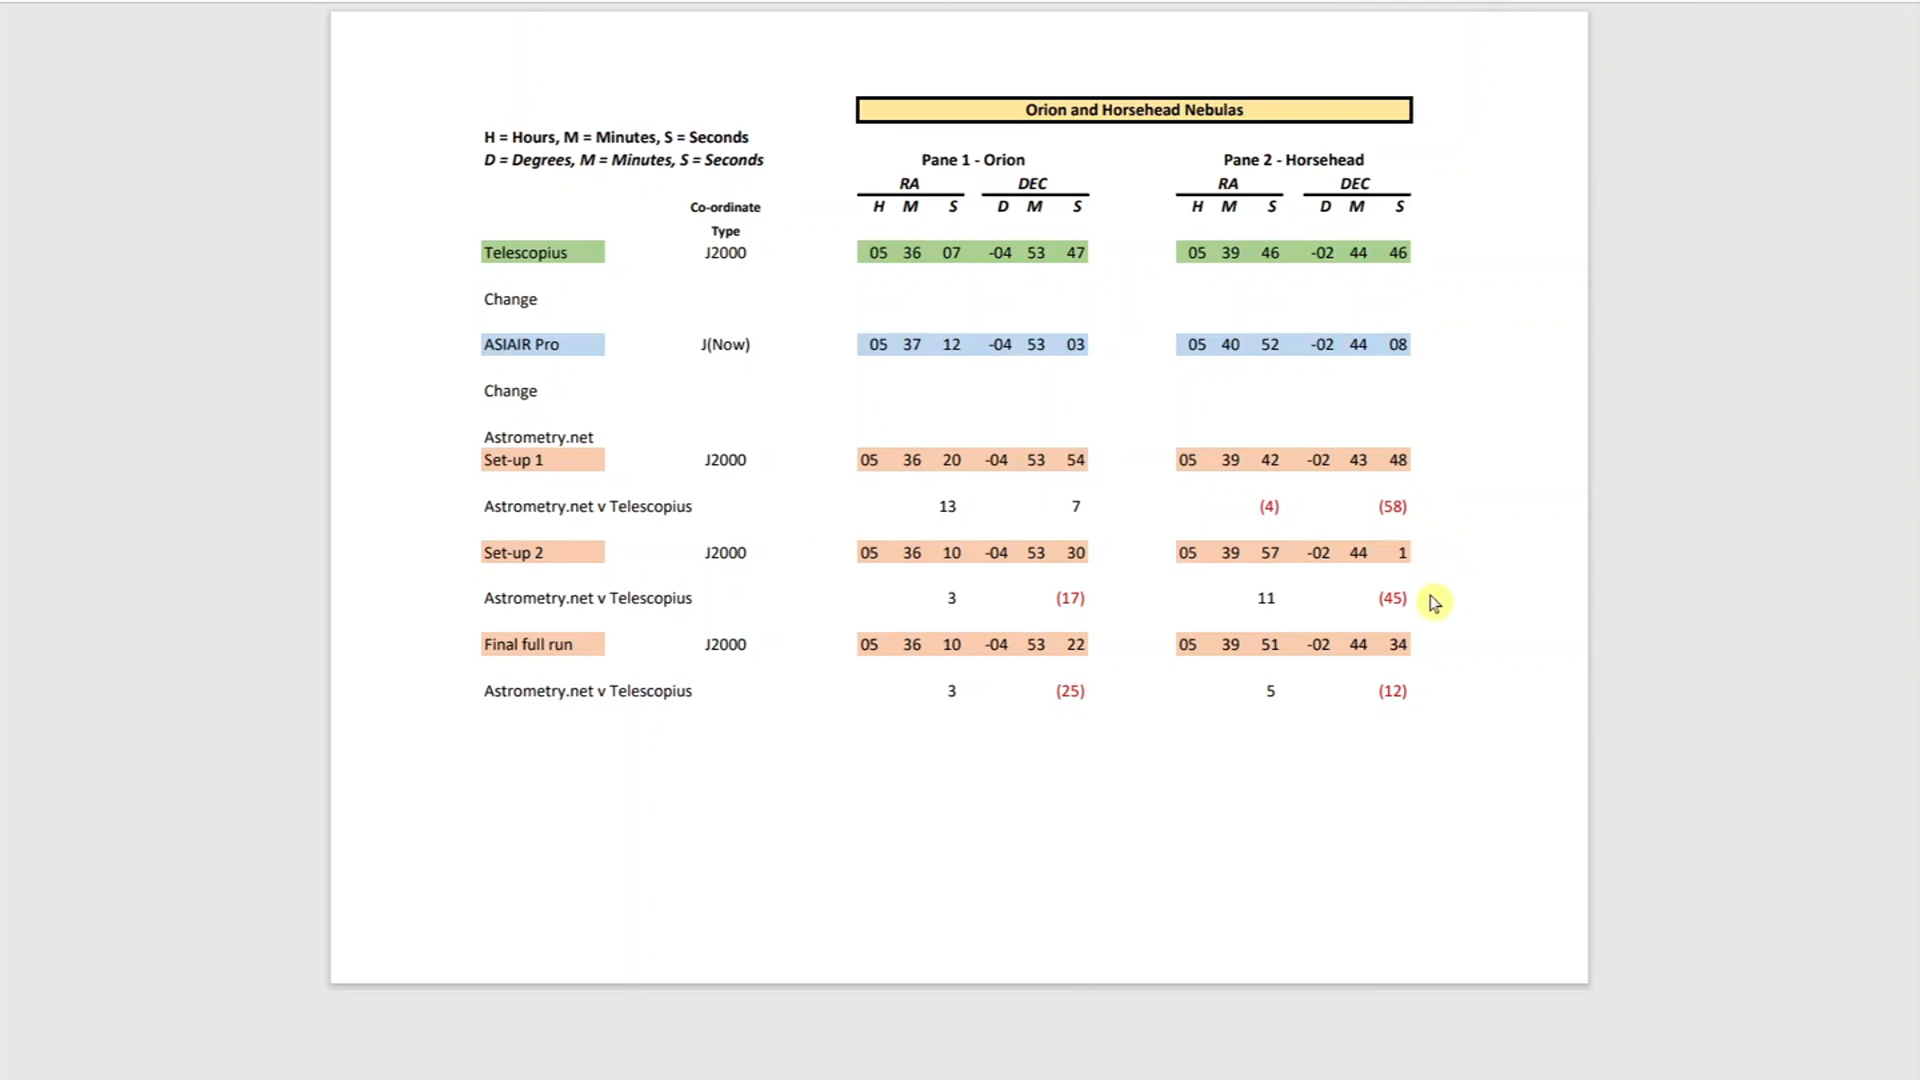 Orion and Horsehead Nebulas
H = Hours, M = Minutes, S = Seconds
D = Degrees, M = Minutes, S = Seconds
Pane 1 - Orion Pane 2 - Horsehead
RA DEC RA DEC
Co-ordinate H M S D M S H M S D M S
Type
Telescopius J2000 05 36 07 -04 53 47 05 39 46 -02 44 46
Change
ASIAIR Pro J(Now) 05 37 12 -04 53 03 05 40 52 -02 44 08
Change
Astrometry.net
Set-up 1 J2000 05 36 20 -04 53 54 05 39 42 -02 43 48
Astrometry.net v Telescopius 13 7 (4) (58)
Set-up 2 J2000 05 36 10 -04 53 30 05 39 57 -02 44 1
Astrometry.net v Telescopius 3 (17) 11 (45)
Final full run J2000 05 36 10 -04 53 22 05 39 51 -02 44 34
Astrometry.net v Telescopius 3 (25) 5 (12)